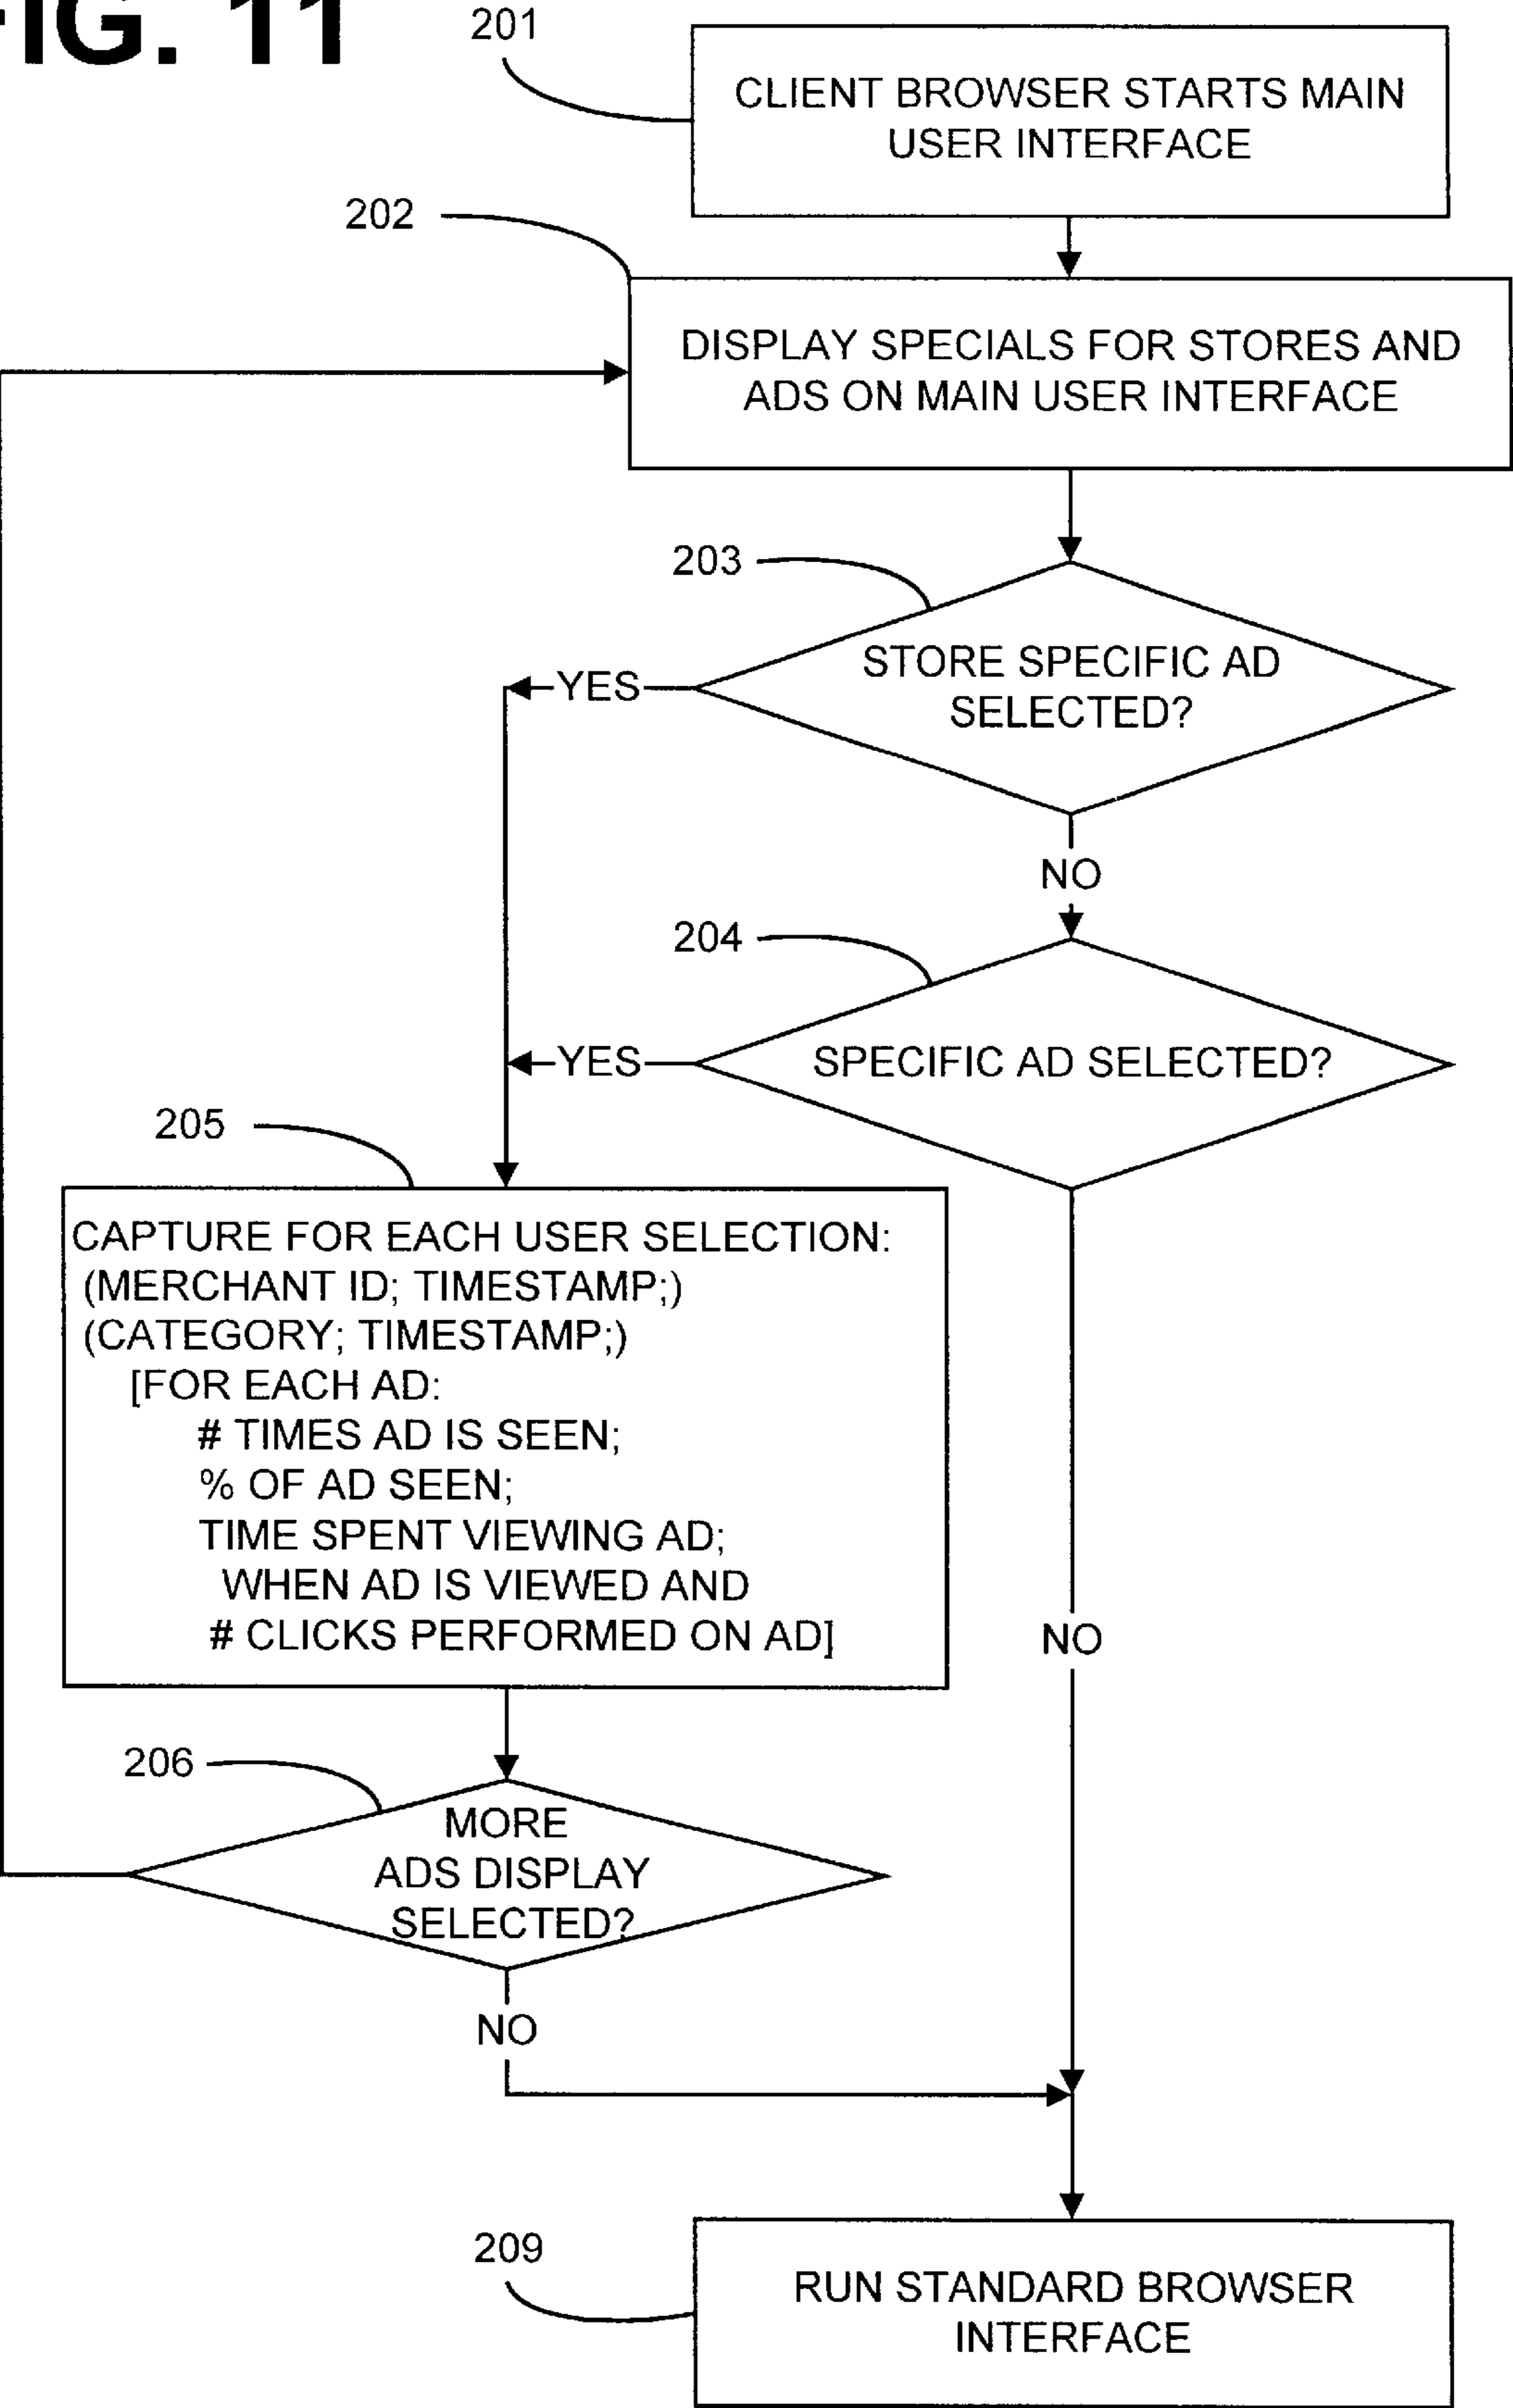 FIG. 11
201
CLIENT BROWSER STARTS MAIN
USER INTERFACE
202
DISPLAY SPECIALS FOR STORES AND
ADS ON MAIN USER INTERFACE
203
STORE SPECIFIC AD
SELECTED?
YES
NO
204
SPECIFIC AD SELECTED?
YES
205
CAPTURE FOR EACH USER SELECTION:
(MERCHANT ID; TIMESTAMP;)
(CATEGORY; TIMESTAMP;)
[FOR EACH AD:
# TIMES AD IS SEEN;
% OF AD SEEN;
TIME SPENT VIEWING AD;
WHEN AD IS VIEWED AND
# CLICKS PERFORMED ON AD]
NO
206
MORE
ADS DISPLAY
SELECTED?
NO
209
RUN STANDARD BROWSER
INTERFACE